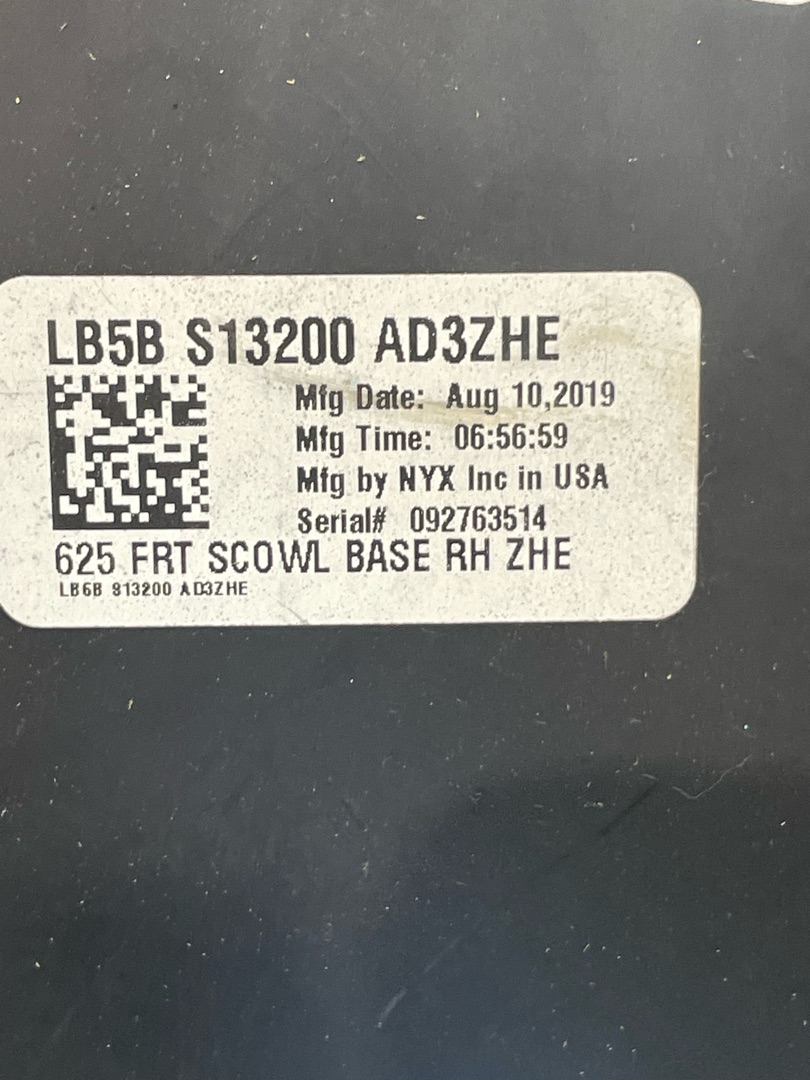 LB5B S13200 AD3ZHE
Mfg Date: Aug 10,2019
Mfg Time: 06:56:59
Mfg by NYX Inc in USA
Serial# 092763514
625 FRT SCOWL BASE RH ZHE
LB5B S13200 AD3ZHE